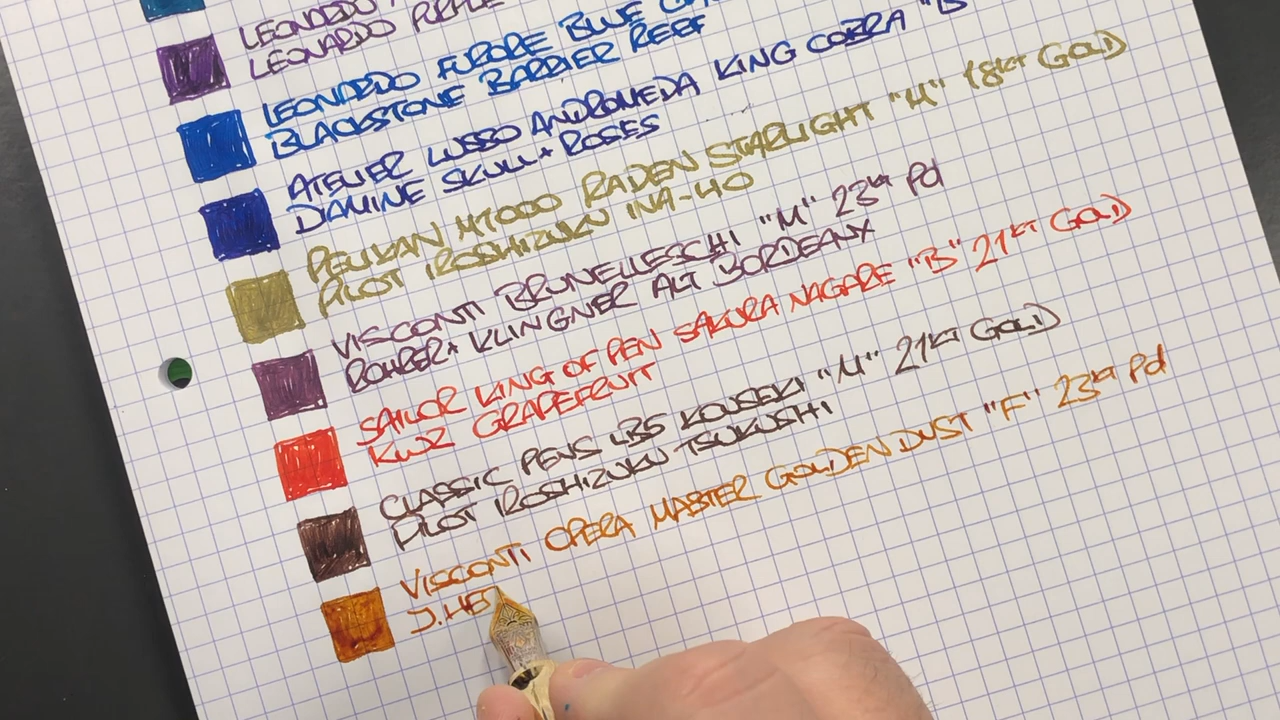 LEONARDO
LEONARDO PURPLE
LEONARDO FURORE BLUE
BLACKSTONE BARRIER REEF
ATELIER LUSSO ANDROMEDA KING COBRA "B"
DIAMINE SKULL + ROSES
PELIKAN M1000 RADEN STARLIGHT "M" 18kt GOLD
PILOT IROSHIZUKU INA-HO
VISCONTI BRUNELLESCHI "M" 23kt Pd
ROHRER + KLINGNER ALT BORDEAUX
SAILOR KING OF PEN SAKURA NAGARE "B" 21kt GOLD
KWZ GRAPEFRUIT
CLASSIC PENS LB5 KOUSEKI "M" 21kt GOLD
PILOT IROSHIZUKU TSUKUSHI
VISCONTI OPERA MASTER GOLDEN DUST "F" 23kt Pd
J.HE